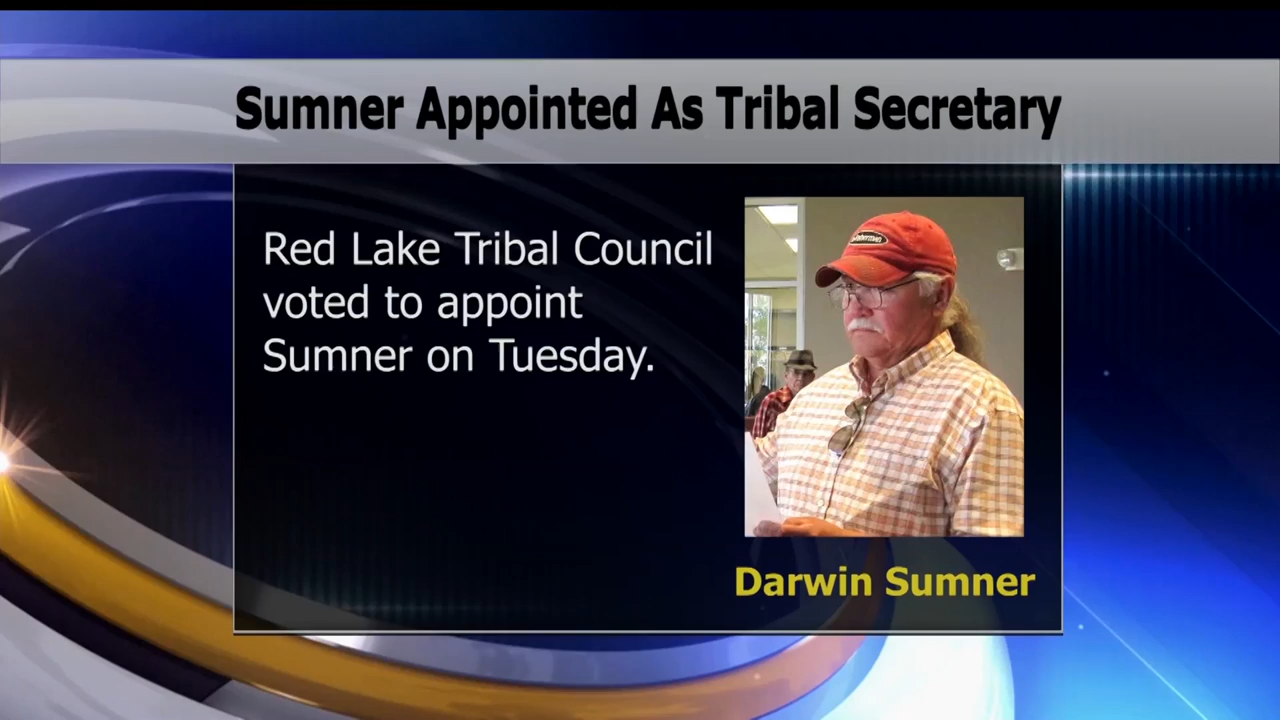 Sumner Appointed As Tribal Secretary
Red Lake Tribal Council
voted to appoint
Sumner on Tuesday.
Darwin Sumner